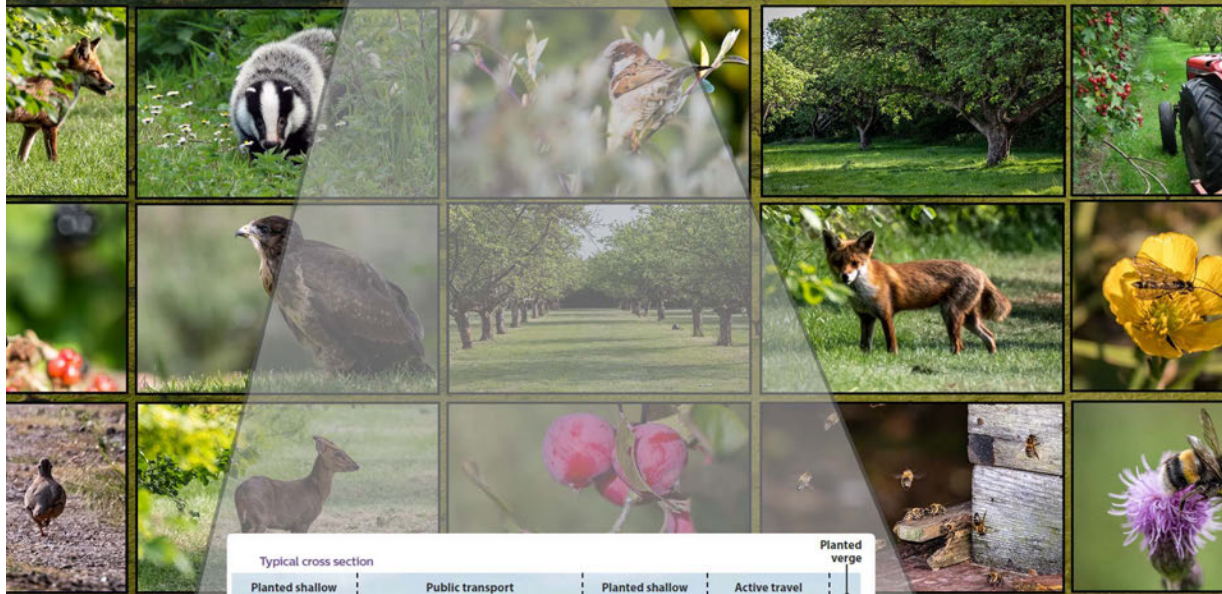 Typical cross section
Planted verge
Planted shallow
Public transport
Planted shallow
Active travel